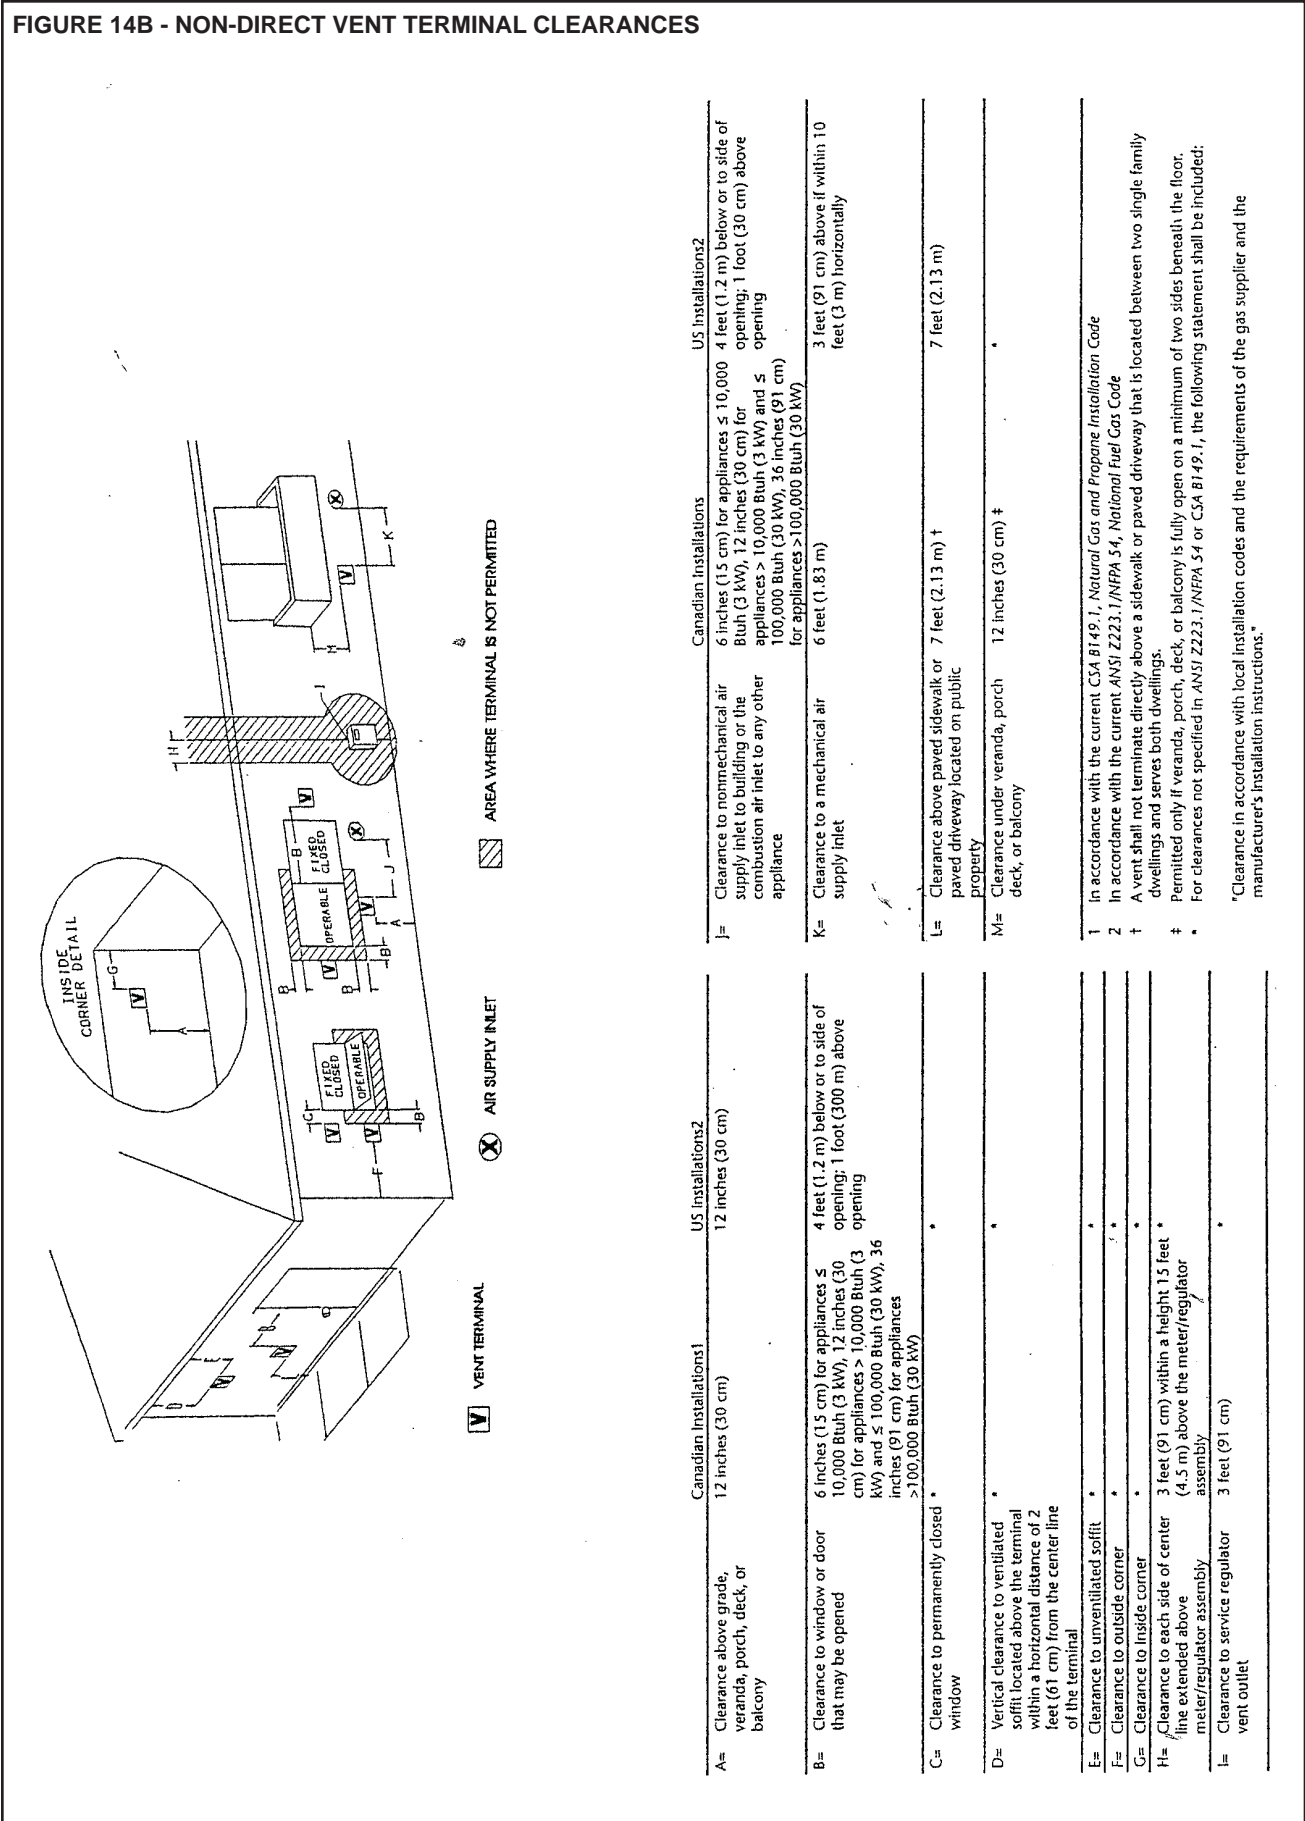 FIGURE 14B - NON-DIRECT VENT TERMINAL CLEARANCES
INSIDE
CORNER DETAIL
G
V
A
D
E
V
B
V
D
F
V
V
C
B
FIXED
CLOSED
OPERABLE
B
B
V
B
OPERABLE
FIXED
CLOSED
B
V
V
A
J
X
H
I
M
V
K
X
V VENT TERMINAL
X AIR SUPPLY INLET
AREA WHERE TERMINAL IS NOT PERMITTED
Canadian Installations1
US Installations2
A= Clearance above grade,
veranda, porch, deck, or
balcony
12 inches (30 cm)
12 inches (30 cm)
B= Clearance to window or door
that may be opened
6 inches (15 cm) for appliances ≤
10,000 Btuh (3 kW), 12 inches (30
cm) for appliances > 10,000 Btuh (3
kW) and ≤ 100,000 Btuh (30 kW), 36
inches (91 cm) for appliances
>100,000 Btuh (30 kW)
4 feet (1.2 m) below or to side of
opening; 1 foot (300 m) above
opening
C= Clearance to permanently closed
window
*
*
D= Vertical clearance to ventilated
soffit located above the terminal
within a horizontal distance of 2
feet (61 cm) from the center line
of the terminal
*
*
E= Clearance to unventilated soffit
*
*
F= Clearance to outside corner
*
*
G= Clearance to inside corner
*
*
H= Clearance to each side of center
line extended above
meter/regulator assembly
3 feet (91 cm) within a height 15 feet
(4.5 m) above the meter/regulator
assembly
*
I= Clearance to service regulator
vent outlet
3 feet (91 cm)
*
Canadian Installations
US Installations2
J= Clearance to nonmechanical air
supply inlet to building or the
combustion air inlet to any other
appliance
6 inches (15 cm) for appliances ≤ 10,000
Btuh (3 kW), 12 inches (30 cm) for
appliances > 10,000 Btuh (3 kW) and ≤
100,000 Btuh (30 kW), 36 inches (91 cm)
for appliances >100,000 Btuh (30 kW)
4 feet (1.2 m) below or to side of
opening; 1 foot (30 cm) above
opening
K= Clearance to a mechanical air
supply inlet
6 feet (1.83 m)
3 feet (91 cm) above if within 10
feet (3 m) horizontally
L= Clearance above paved sidewalk or
paved driveway located on public
property
7 feet (2.13 m) †
7 feet (2.13 m)
M= Clearance under veranda, porch
deck, or balcony
12 inches (30 cm) ‡
*
1 In accordance with the current CSA B149.1, Natural Gas and Propane Installation Code
2 In accordance with the current ANSI Z223.1/NFPA 54, National Fuel Gas Code
† A vent shall not terminate directly above a sidewalk or paved driveway that is located between two single family
dwellings and serves both dwellings.
‡ Permitted only if veranda, porch, deck, or balcony is fully open on a minimum of two sides beneath the floor.
* For clearances not specified in ANSI Z223.1/NFPA 54 or CSA B149.1, the following statement shall be included:
"Clearance in accordance with local installation codes and the requirements of the gas supplier and the
manufacturer's installation instructions."